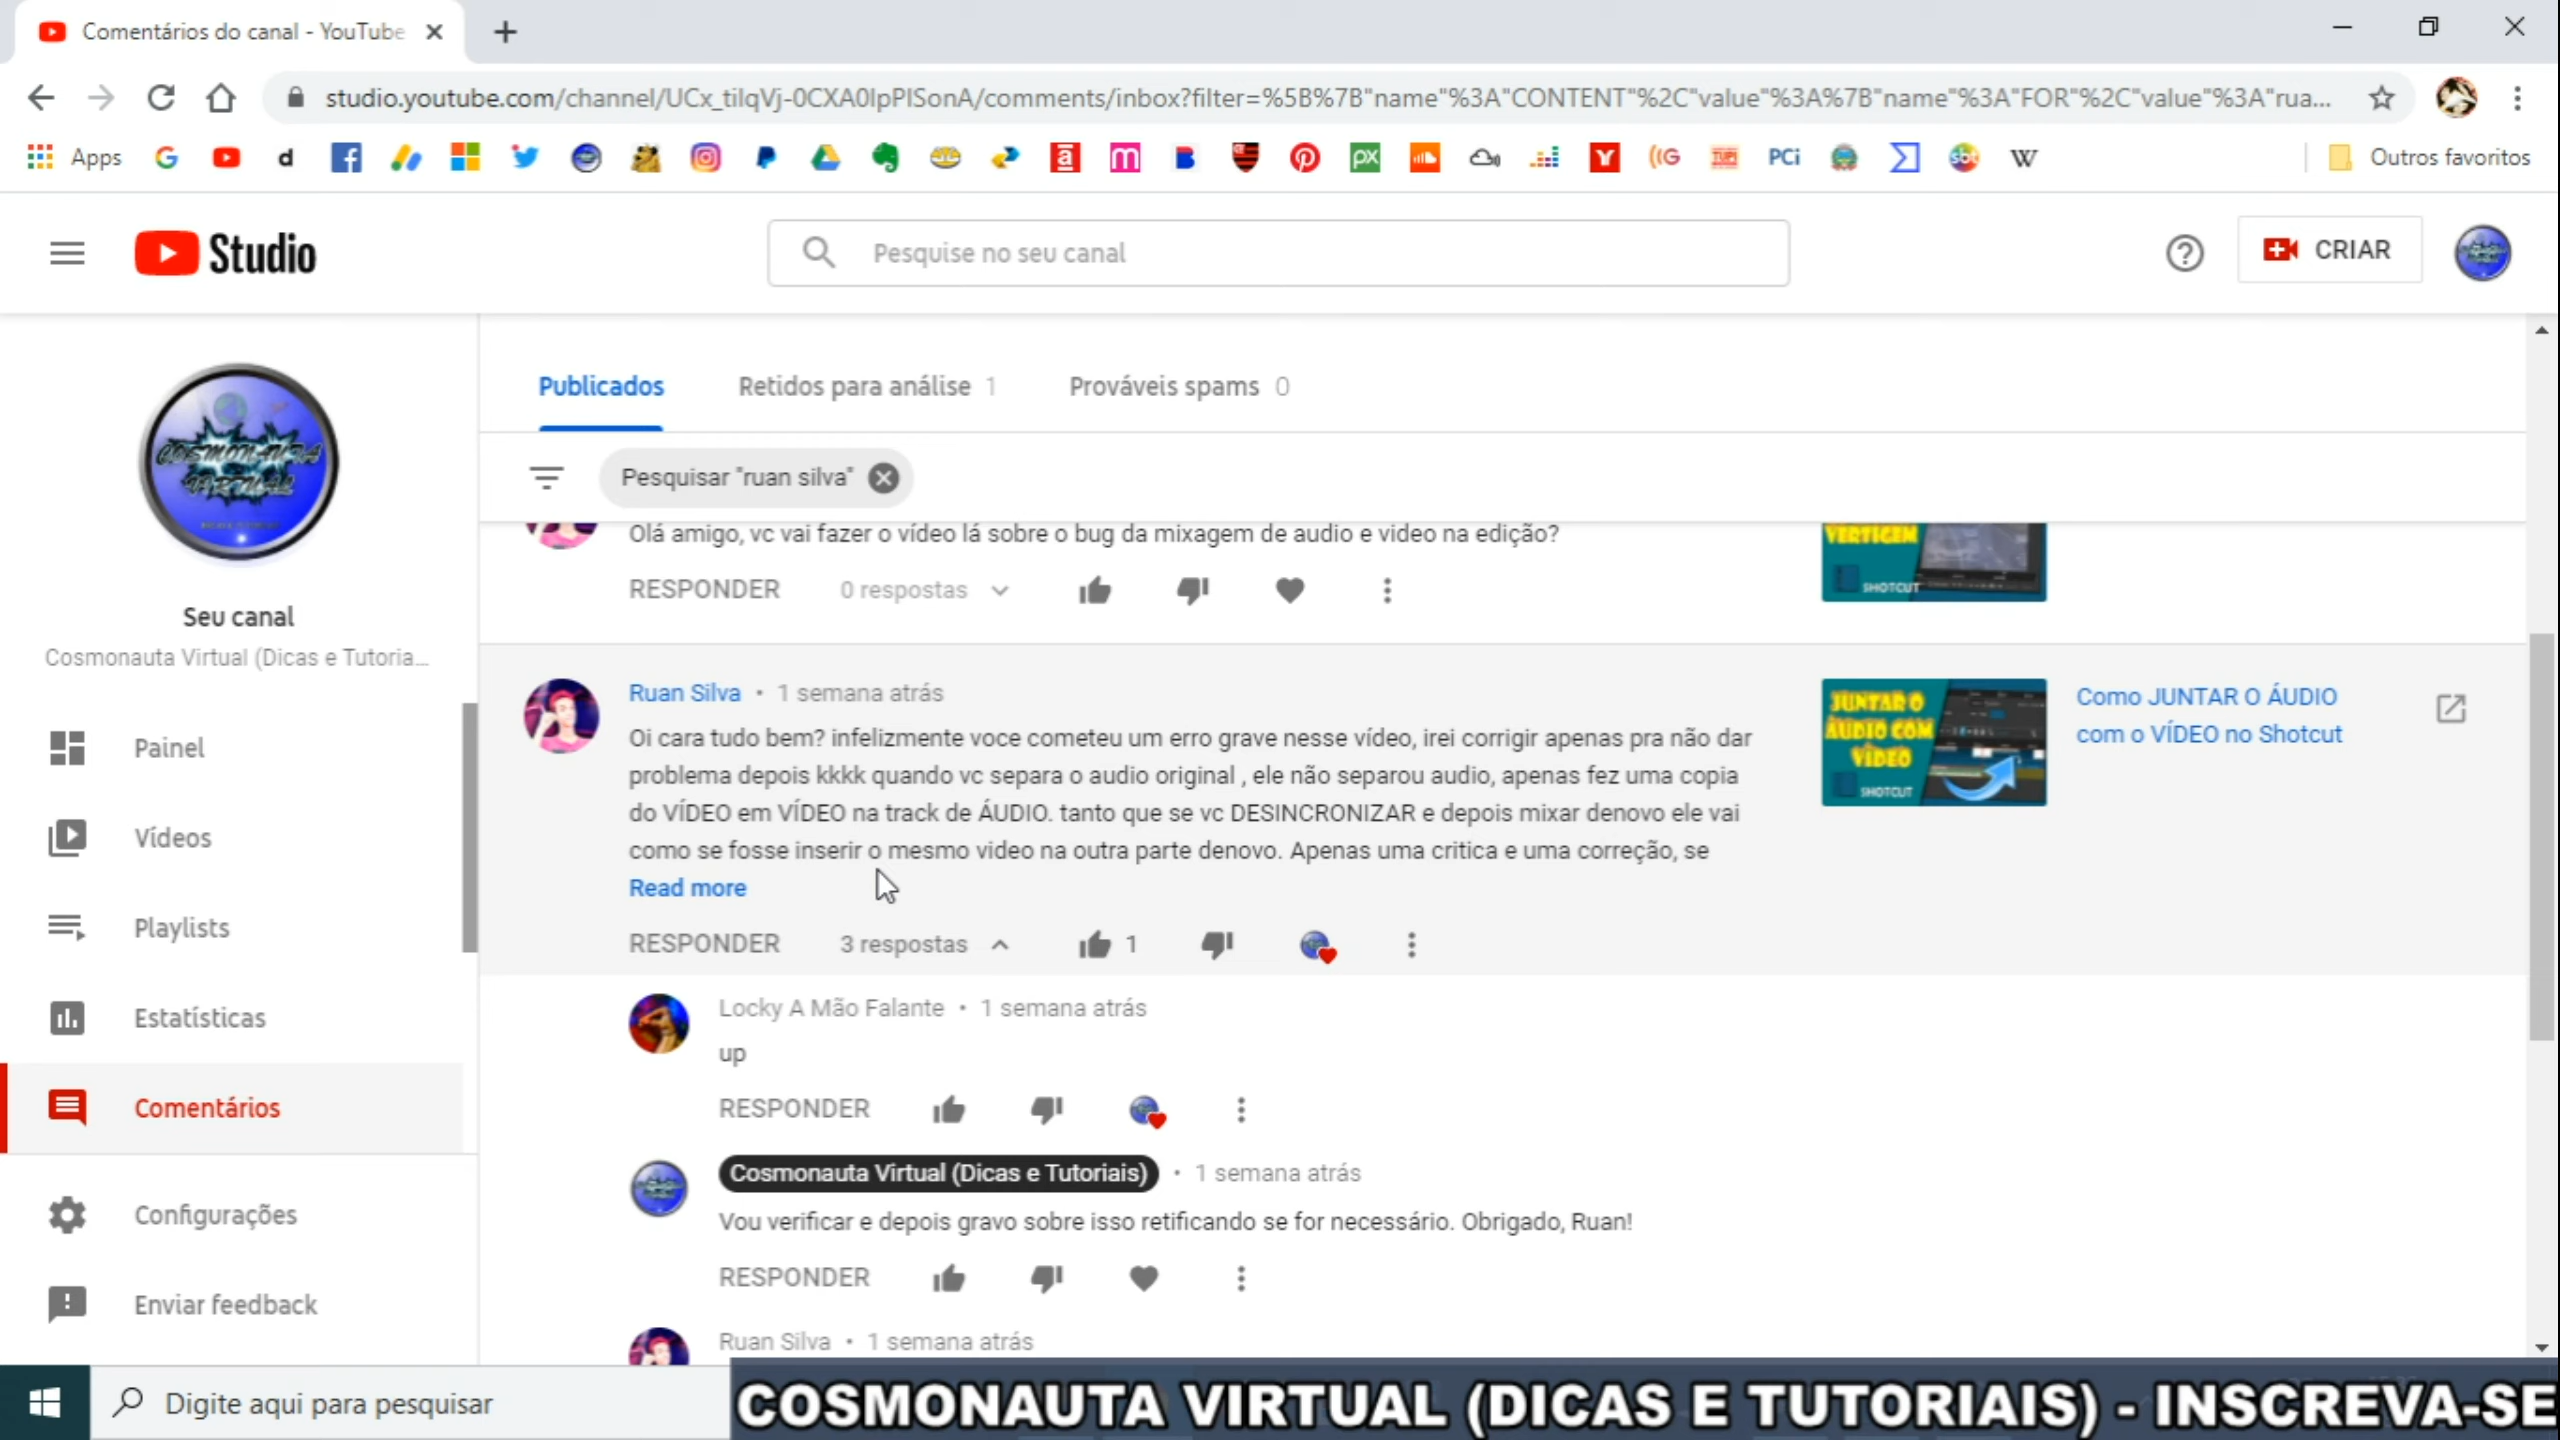 Comentários do canal - YouTube
studio.youtube.com/channel/UCx_tilqVj-0CXA0lpPISonA/comments/inbox?filter=%5B%7B"name"%3A"CONTENT"%2C"value"%3A%7B"name"%3A"FOR"%2C"value"%3A"rua...
Apps
Outros favoritos
Studio
Pesquise no seu canal
CRIAR
COSMONAUTA
VIRTUAL
Seu canal
Cosmonauta Virtual (Dicas e Tutoria...
Painel
Vídeos
Playlists
Estatísticas
Comentários
Configurações
Enviar feedback
Publicados
Retidos para análise 1
Prováveis spams 0
Pesquisar "ruan silva"
Olá amigo, vc vai fazer o vídeo lá sobre o bug da mixagem de audio e video na edição?
RESPONDER 0 respostas
VERTIGEM
SHOTCUT
Ruan Silva • 1 semana atrás
Oi cara tudo bem? infelizmente voce cometeu um erro grave nesse vídeo, irei corrigir apenas pra não dar
problema depois kkkk quando vc separa o audio original , ele não separou audio, apenas fez uma copia
do VÍDEO em VÍDEO na track de ÁUDIO. tanto que se vc DESINCRONIZAR e depois mixar denovo ele vai
como se fosse inserir o mesmo video na outra parte denovo. Apenas uma critica e uma correção, se
Read more
RESPONDER 3 respostas 1
JUNTAR O
ÁUDIO COM
VÍDEO
SHOTCUT
Como JUNTAR O ÁUDIO
com o VÍDEO no Shotcut
Locky A Mão Falante • 1 semana atrás
up
RESPONDER
Cosmonauta Virtual (Dicas e Tutoriais) • 1 semana atrás
Vou verificar e depois gravo sobre isso retificando se for necessário. Obrigado, Ruan!
RESPONDER
Ruan Silva • 1 semana atrás
Digite aqui para pesquisar
COSMONAUTA VIRTUAL (DICAS E TUTORIAIS) - INSCREVA-SE